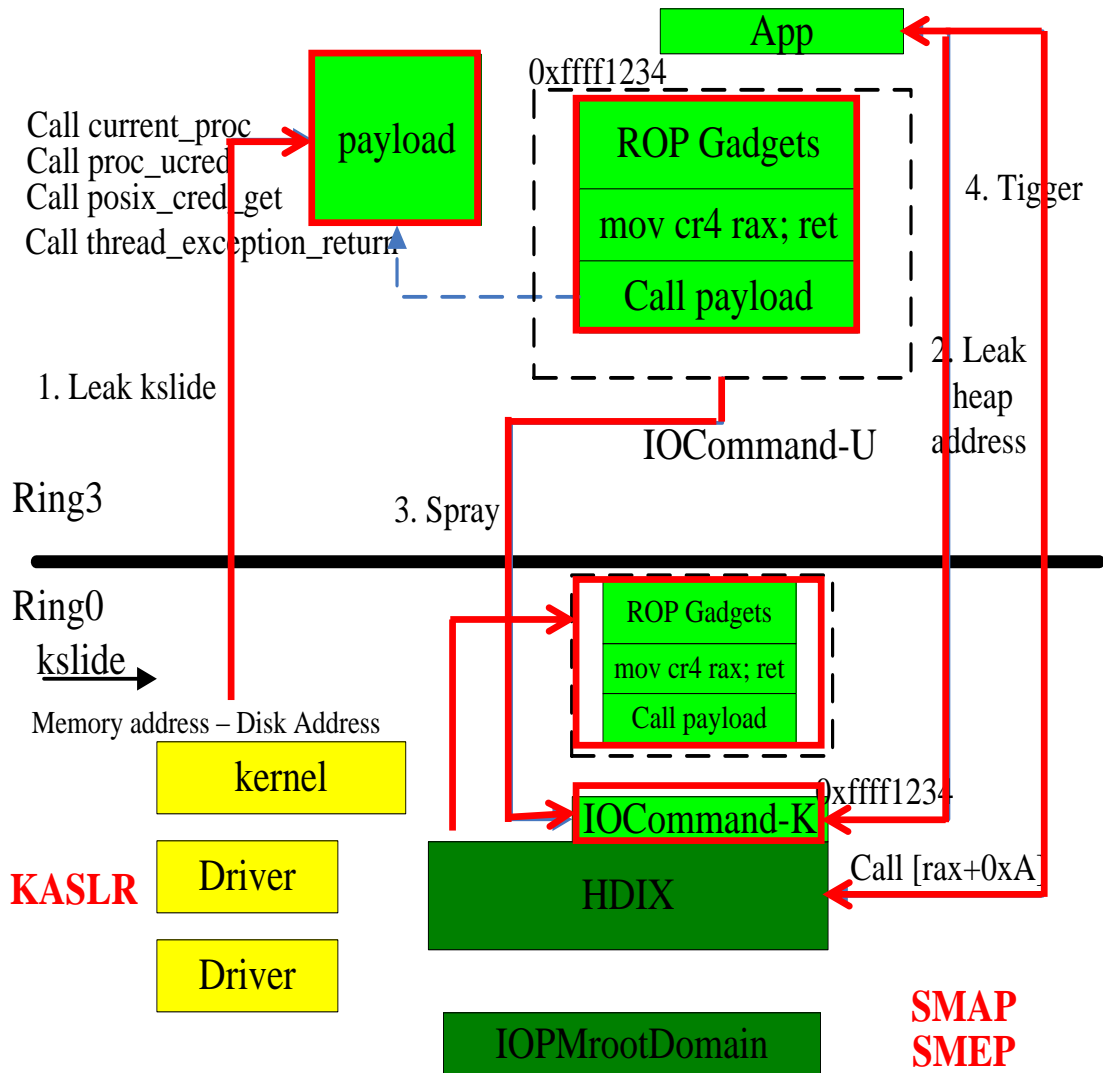 App
0xffff1234
Call current_proc
Call proc_ucred
Call posix_cred_get
Call thread_exception_return
payload
ROP Gadgets
mov cr4 rax; ret
Call payload
4. Tigger
1. Leak kslide
2. Leak
heap
address
IOCommand-U
Ring3
3. Spray
Ring0
kslide
Memory address – Disk Address
ROP Gadgets
mov cr4 rax; ret
Call payload
kernel
0xffff1234
IOCommand-K
KASLR
Driver
HDIX
Call [rax+0xA]
Driver
SMAP
SMEP
IOPMrootDomain